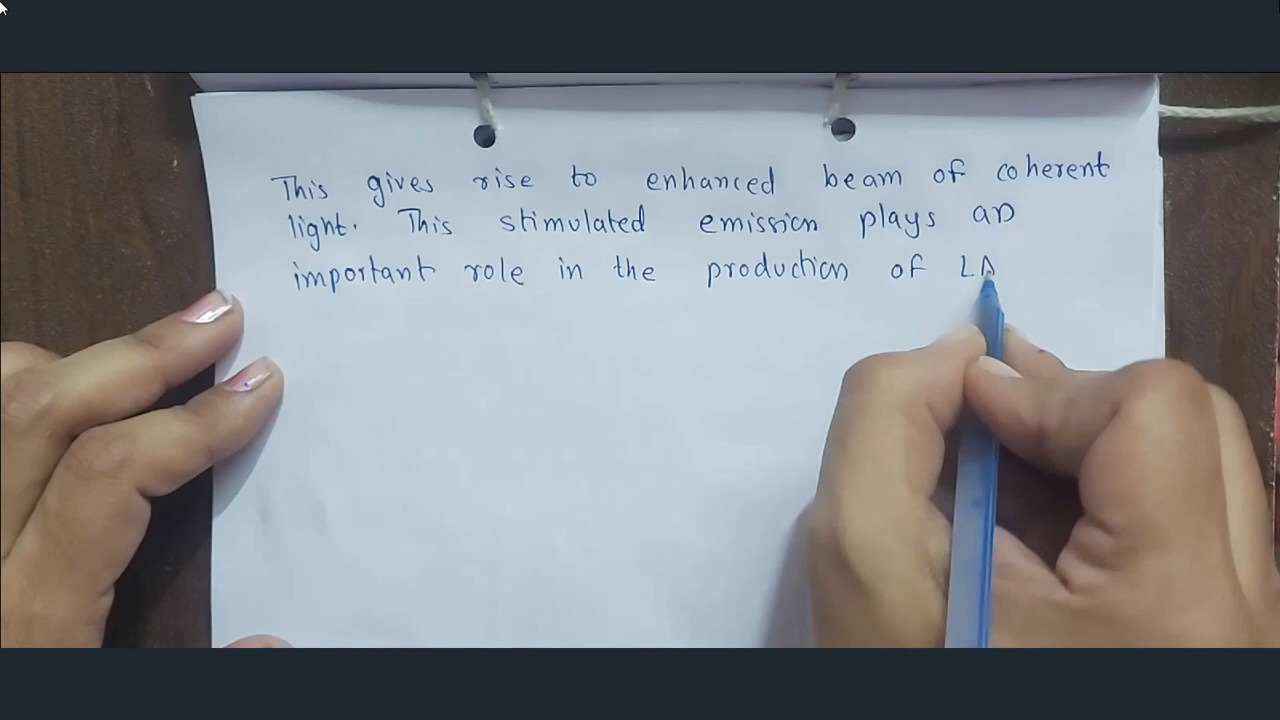 This gives rise to enhanced beam of coherent
light. This stimulated emission plays an
important role in the production of LA